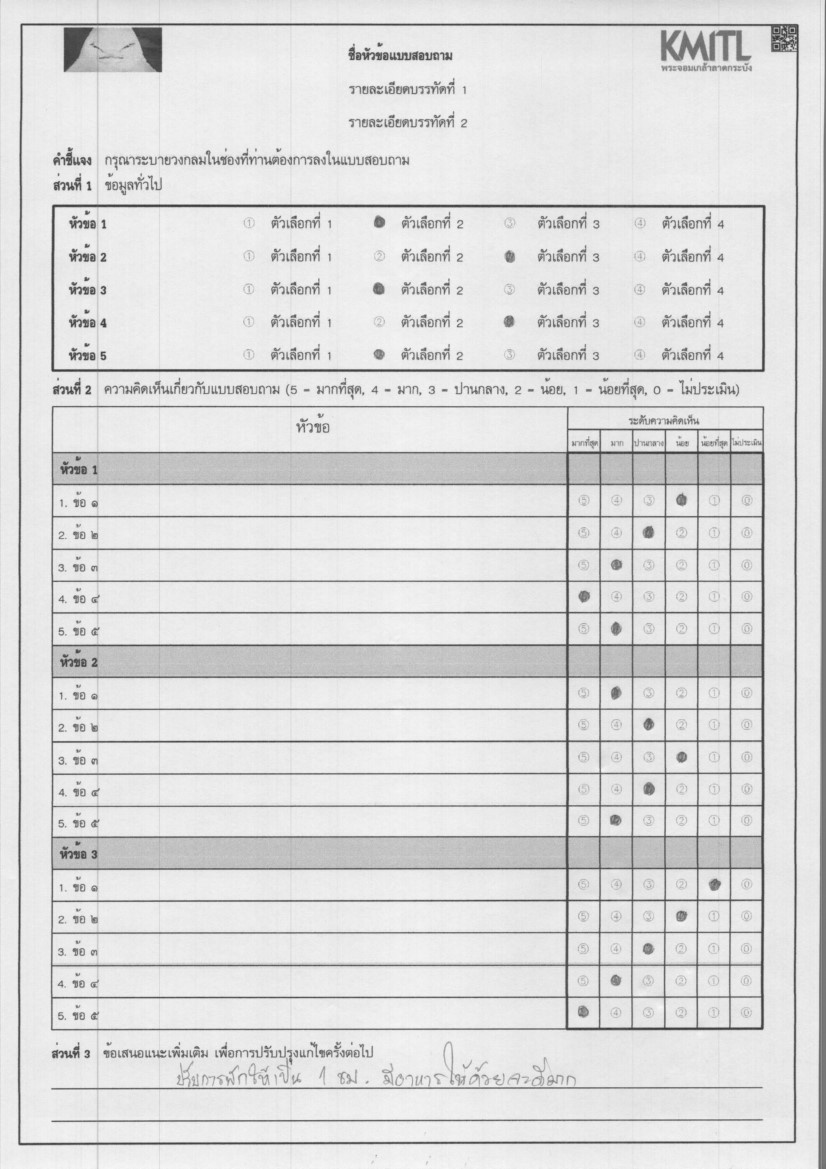 ชื่อหัวข้อแบบสอบถาม
KMITL
พระจอมเกล้าลาดกระบัง
รายละเอียดบรรทัดที่ 1
รายละเอียดบรรทัดที่ 2
คำชี้แจง กรุณาระบายวงกลมในช่องที่ท่านต้องการลงในแบบสอบถาม
ส่วนที่ 1 ข้อมูลทั่วไป
หัวข้อ 1 ① ตัวเลือกที่ 1 ตัวเลือกที่ 2 ③ ตัวเลือกที่ 3 ④ ตัวเลือกที่ 4
หัวข้อ 2 ① ตัวเลือกที่ 1 ② ตัวเลือกที่ 2 ตัวเลือกที่ 3 ④ ตัวเลือกที่ 4
หัวข้อ 3 ① ตัวเลือกที่ 1 ตัวเลือกที่ 2 ③ ตัวเลือกที่ 3 ④ ตัวเลือกที่ 4
หัวข้อ 4 ① ตัวเลือกที่ 1 ② ตัวเลือกที่ 2 ตัวเลือกที่ 3 ④ ตัวเลือกที่ 4
หัวข้อ 5 ① ตัวเลือกที่ 1 ตัวเลือกที่ 2 ③ ตัวเลือกที่ 3 ④ ตัวเลือกที่ 4
ส่วนที่ 2 ความคิดเห็นเกี่ยวกับแบบสอบถาม (5 - มากที่สุด, 4 - มาก, 3 - ปานกลาง, 2 - น้อย, 1 - น้อยที่สุด, 0 - ไม่ประเมิน)
หัวข้อ ระดับความคิดเห็น
มากที่สุด มาก ปานกลาง น้อย น้อยที่สุด ไม่ประเมิน
หัวข้อ 1
1. ข้อ ๑ ⑤ ④ ③ ① ⓪
2. ข้อ ๒ ⑤ ④ ② ① ⓪
3. ข้อ ๓ ⑤ ③ ② ① ⓪
4. ข้อ ๔ ④ ③ ② ① ⓪
5. ข้อ ๕ ⑤ ③ ② ① ⓪
หัวข้อ 2
1. ข้อ ๑ ⑤ ③ ② ① ⓪
2. ข้อ ๒ ⑤ ④ ② ① ⓪
3. ข้อ ๓ ⑤ ④ ③ ① ⓪
4. ข้อ ๔ ⑤ ④ ② ① ⓪
5. ข้อ ๕ ⑤ ③ ② ① ⓪
หัวข้อ 3
1. ข้อ ๑ ⑤ ④ ③ ② ⓪
2. ข้อ ๒ ⑤ ④ ③ ① ⓪
3. ข้อ ๓ ⑤ ④ ② ① ⓪
4. ข้อ ๔ ⑤ ③ ② ① ⓪
5. ข้อ ๕ ④ ③ ② ① ⓪
ส่วนที่ 3 ข้อเสนอแนะเพิ่มเติม เพื่อการปรับปรุงแก้ไขครั้งต่อไป
ปรับการพักให้เป็น 1 ชม. มีอาหารให้ด้วยจะดีมาก